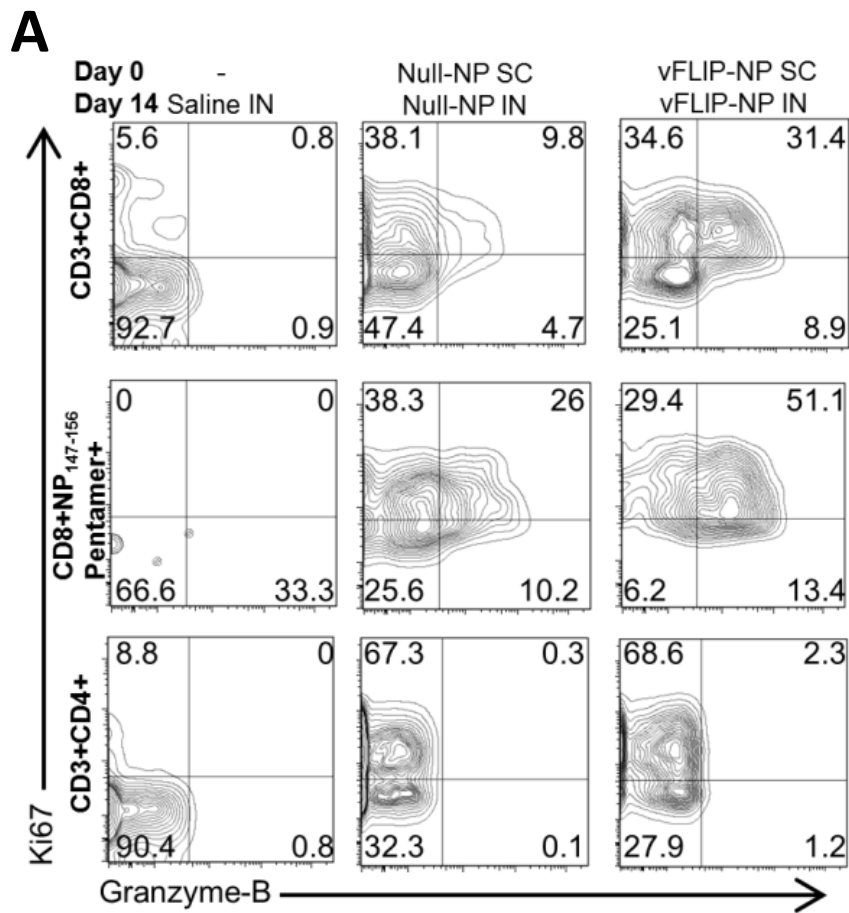 A
Day 0 - Null-NP SC vFLIP-NP SC
Day 14 Saline IN Null-NP IN vFLIP-NP IN
5.6 0.8 38.1 9.8 34.6 31.4
CD3+CD8+
92.7 0.9 47.4 4.7 25.1 8.9
0 0 38.3 26 29.4 51.1
CD8+NP147-156
Pentamer+
66.6 33.3 25.6 10.2 6.2 13.4
8.8 0 67.3 0.3 68.6 2.3
CD3+CD4+
90.4 0.8 32.3 0.1 27.9 1.2
Ki67
Granzyme-B